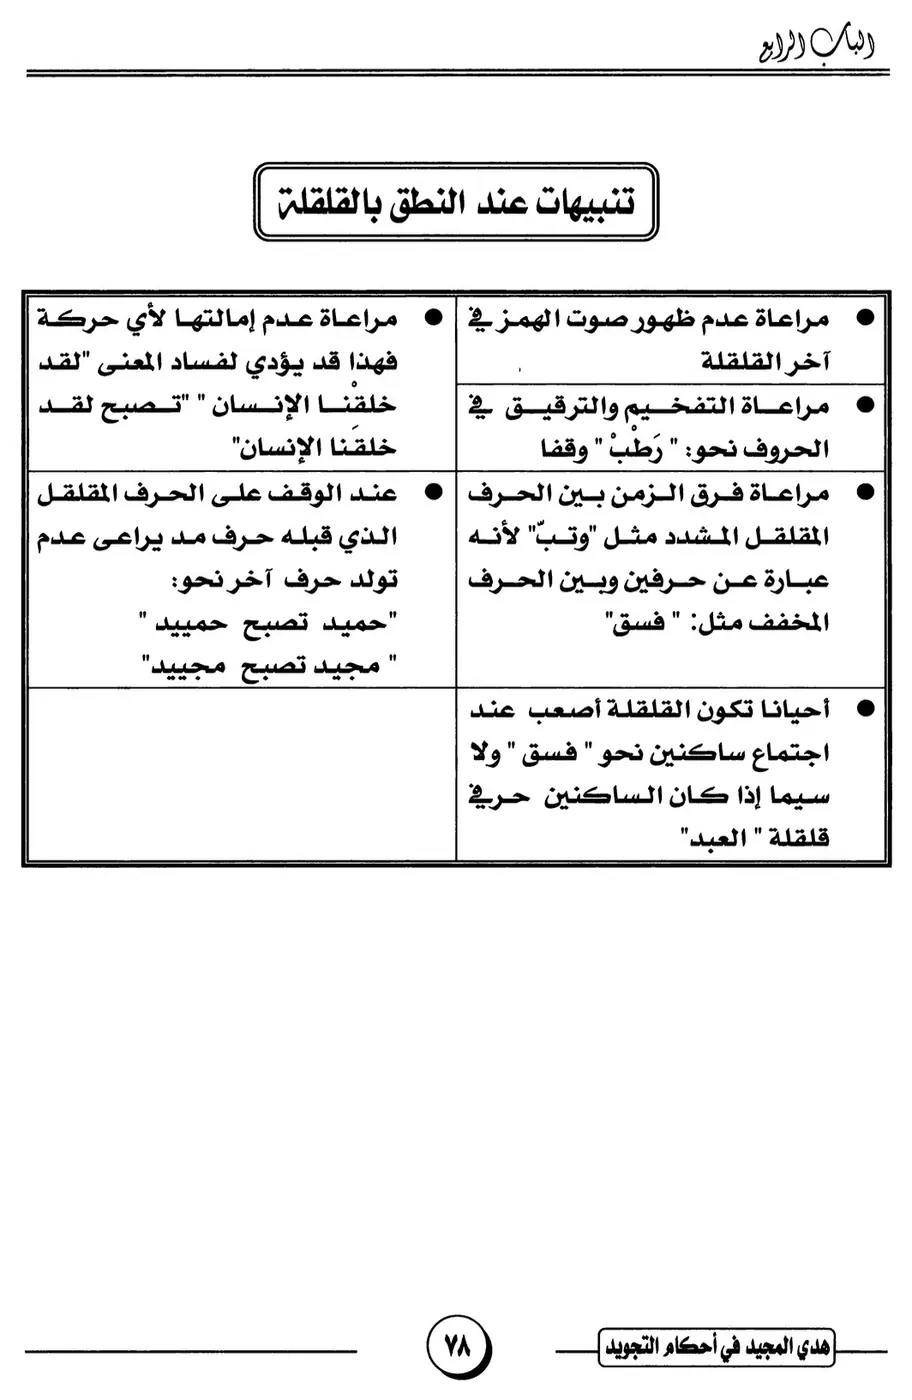 الباب الرابع
تنبيهات عند النطق بالقلقلة
● مراعاة عدم ظهور صوت الهمز في
آخر القلقلة
● مراعاة التفخيم والترقيق في
الحروف نحو: " رَطْبْ " وقفا
● مراعاة عدم إمالتها لأي حركة
فهذا قد يؤدي لفساد المعنى "لقد
خلقْنا الإنسان " "تصبح لقد
خلقَنا الإنسان"
● مراعاة فرق الزمن بين الحرف
المقلقل المشدد مثل "وتبّ" لأنه
عبارة عن حرفين وبين الحرف
المخفف مثل: " فسق"
● عند الوقف على الحرف المقلقل
الذي قبله حرف مد يراعى عدم
تولد حرف آخر نحو:
"حميد تصبح حمييد "
" مجيد تصبح مجييد"
● أحيانا تكون القلقلة أصعب عند
اجتماع ساكنين نحو " فسق " ولا
سيما إذا كان الساكنين حرفي
قلقلة " العبد"
هدي المجيد في أحكام التجويد
٧٨